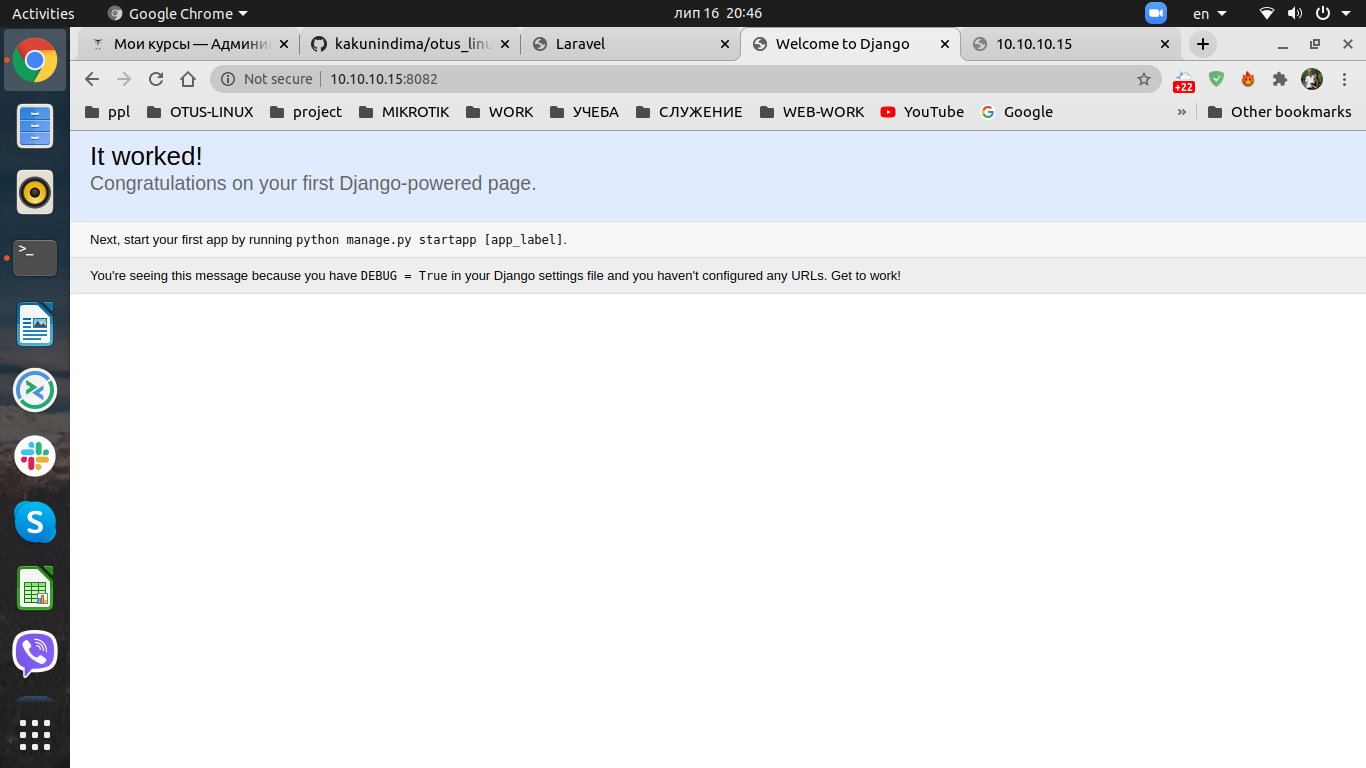 Activities Google Chrome лип 16 20:46 en
Мои курсы — Админи kakunindima/otus_linu Laravel Welcome to Django 10.10.10.15
Not secure 10.10.10.15:8082
+22
ppl OTUS-LINUX project MIKROTIK WORK УЧЕБА СЛУЖЕНИЕ WEB-WORK YouTube Google » Other bookmarks
It worked!
Congratulations on your first Django-powered page.
Next, start your first app by running python manage.py startapp [app_label].
You're seeing this message because you have DEBUG = True in your Django settings file and you haven't configured any URLs. Get to work!